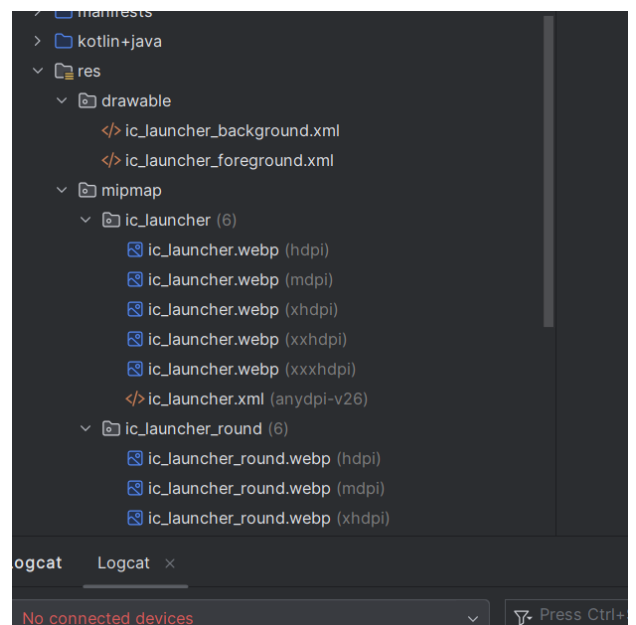 manifests
kotlin+java
res
drawable
ic_launcher_background.xml
ic_launcher_foreground.xml
mipmap
ic_launcher (6)
ic_launcher.webp (hdpi)
ic_launcher.webp (mdpi)
ic_launcher.webp (xhdpi)
ic_launcher.webp (xxhdpi)
ic_launcher.webp (xxxhdpi)
ic_launcher.xml (anydpi-v26)
ic_launcher_round (6)
ic_launcher_round.webp (hdpi)
ic_launcher_round.webp (mdpi)
ic_launcher_round.webp (xhdpi)
ogcat Logcat
No connected devices Press Ctrl+